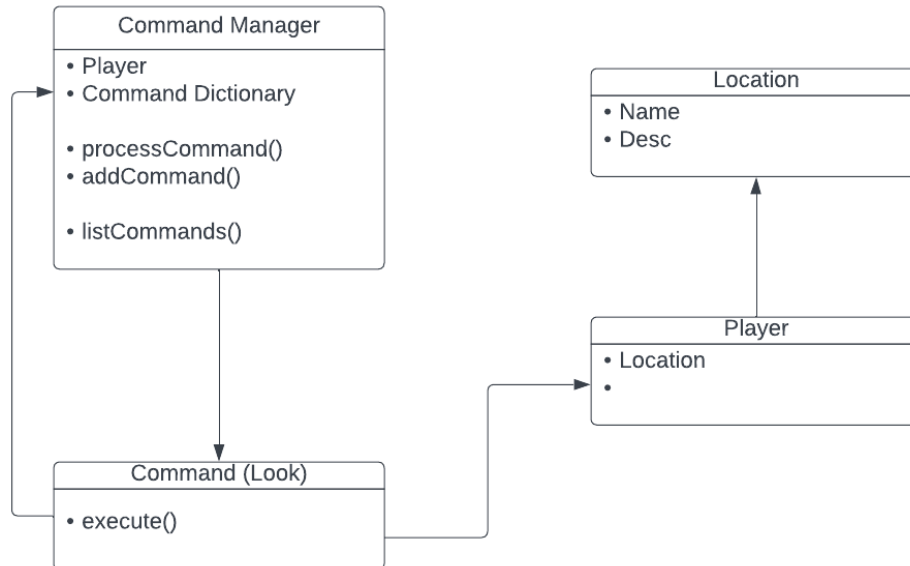 Command Manager
• Player
• Command Dictionary
• processCommand()
• addCommand()
• listCommands()
Location
• Name
• Desc
Player
• Location
•
Command (Look)
• execute()